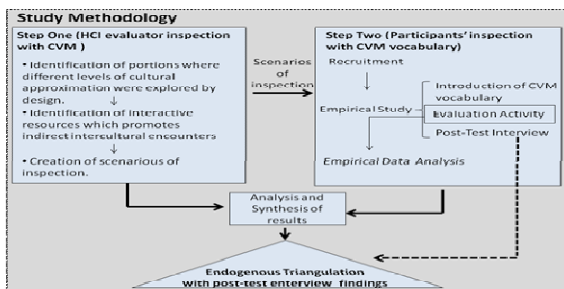 Study Methodology
Step One (HCI evaluator inspection
with CVM )
• Identification of portions where
different levels of cultural
approximation were explored by
design.
• Identification of interactive
resources which promotes
indirect intercultural encounters
• Creation of scenarious of
inspection.
Scenarios
of
inspection
Step Two (Participants' inspection
with CVM vocabulary)
Recruitment
Empirical Study
Introduction of CVM
vocabulary
Evaluation Activity
Post-Test Interview
Empirical Data Analysis
Analysis and
Synthesis of
results
Endogenous Triangulation
with post-test enterview findings